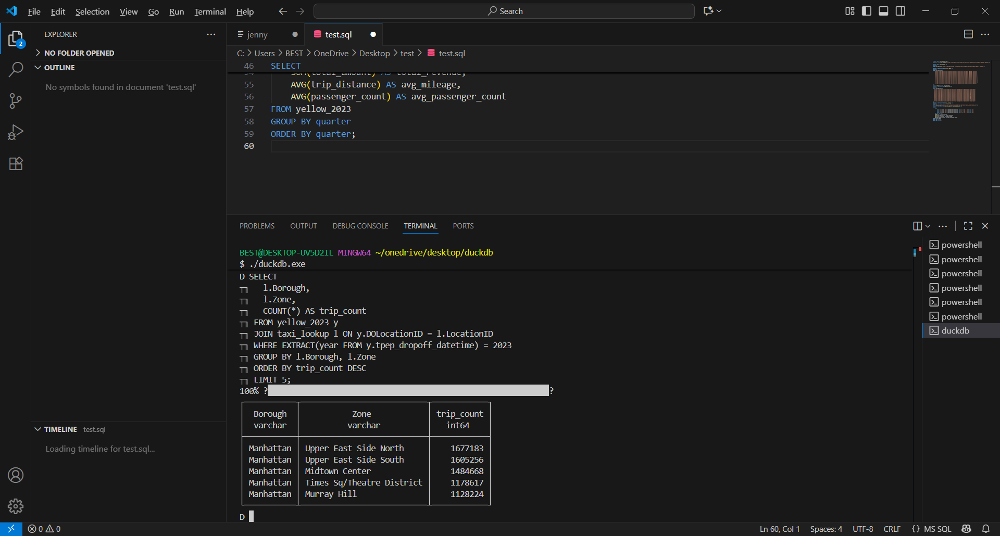 File Edit Selection View Go Run Terminal Help
Search
EXPLORER
2
NO FOLDER OPENED
OUTLINE
No symbols found in document 'test.sql'
TIMELINE test.sql
Loading timeline for test.sql...
jenny
test.sql
C: > Users > BEST > OneDrive > Desktop > test > test.sql
46 SELECT
54 SUM(total_amount) AS total_revenue,
55 AVG(trip_distance) AS avg_mileage,
56 AVG(passenger_count) AS avg_passenger_count
57 FROM yellow_2023
58 GROUP BY quarter
59 ORDER BY quarter;
60
PROBLEMS OUTPUT DEBUG CONSOLE TERMINAL PORTS
BEST@DESKTOP-UV5D2IL MINGW64 ~/onedrive/desktop/duckdb
$ ./duckdb.exe
D SELECT
l.Borough,
l.Zone,
COUNT(*) AS trip_count
FROM yellow_2023 y
JOIN taxi_lookup l ON y.DOLocationID = l.LocationID
WHERE EXTRACT(year FROM y.tpep_dropoff_datetime) = 2023
GROUP BY l.Borough, l.Zone
ORDER BY trip_count DESC
LIMIT 5;
100% ? ?
Borough Zone trip_count
varchar varchar int64
Manhattan Upper East Side North 1677183
Manhattan Upper East Side South 1605256
Manhattan Midtown Center 1484668
Manhattan Times Sq/Theatre District 1178617
Manhattan Murray Hill 1128224
D
powershell
powershell
powershell
powershell
powershell
powershell
duckdb
0 0
Ln 60, Col 1 Spaces: 4 UTF-8 CRLF {} MS SQL